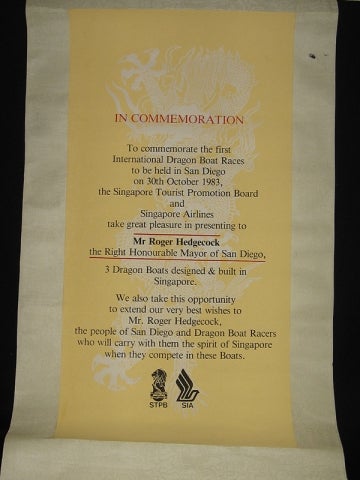 IN COMMEMORATION
To commemorate the first
International Dragon Boat Races
to be held in San Diego
on 30th October 1983,
the Singapore Tourist Promotion Board
and
Singapore Airlines
take great pleasure in presenting to
Mr Roger Hedgecock
the Right Honourable Mayor of San Diego,
3 Dragon Boats designed & built in
Singapore.
We also take this opportunity
to extend our very best wishes to
Mr. Roger Hedgecock,
the people of San Diego and Dragon Boat Racers
who will carry with them the spirit of Singapore
when they compete in these Boats.
STPB SIA